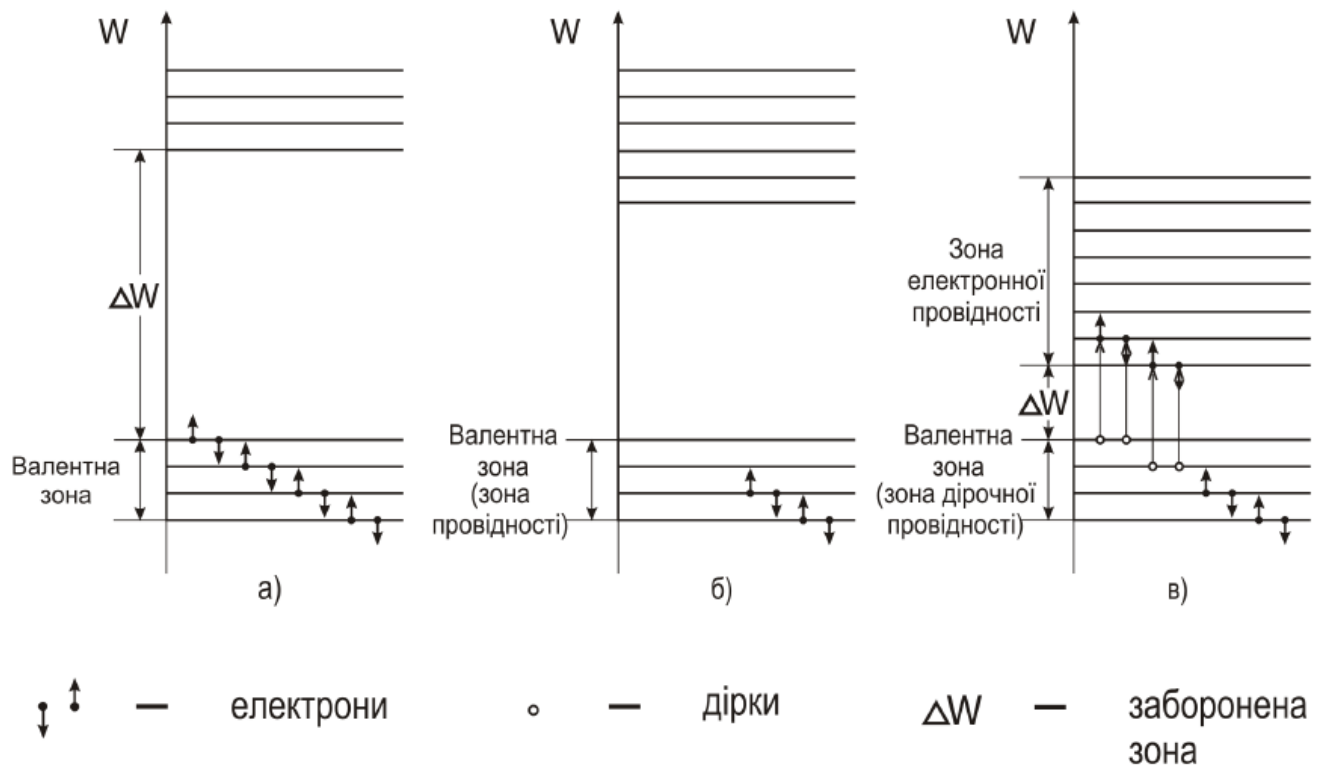 W
ΔW
Валентна
зона
а)
W
Валентна
зона
(зона
провідності)
б)
W
Зона
електронної
провідності
ΔW
Валентна
зона
(зона дірочної
провідності)
в)
— електрони
— дірки
ΔW — заборонена
зона